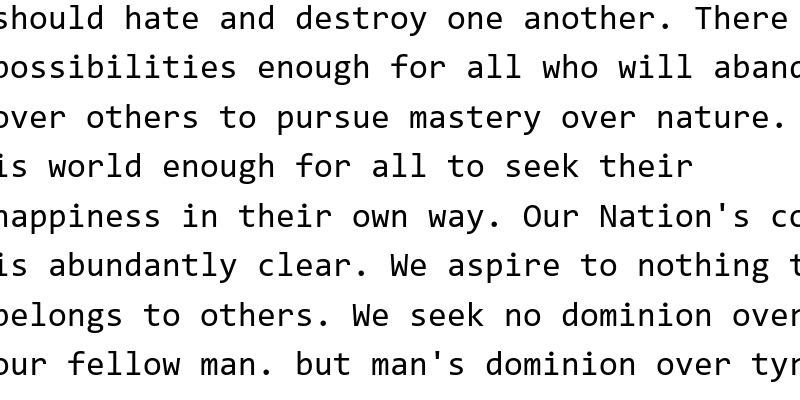 should hate and destroy one another. There
possibilities enough for all who will
over others to pursue mastery over nature.
is world enough for all to seek their
happiness in their own way. Our Nation's
is abundantly clear. We aspire to nothing
belongs to others. We seek no dominion over
our fellow man. but man's dominion over